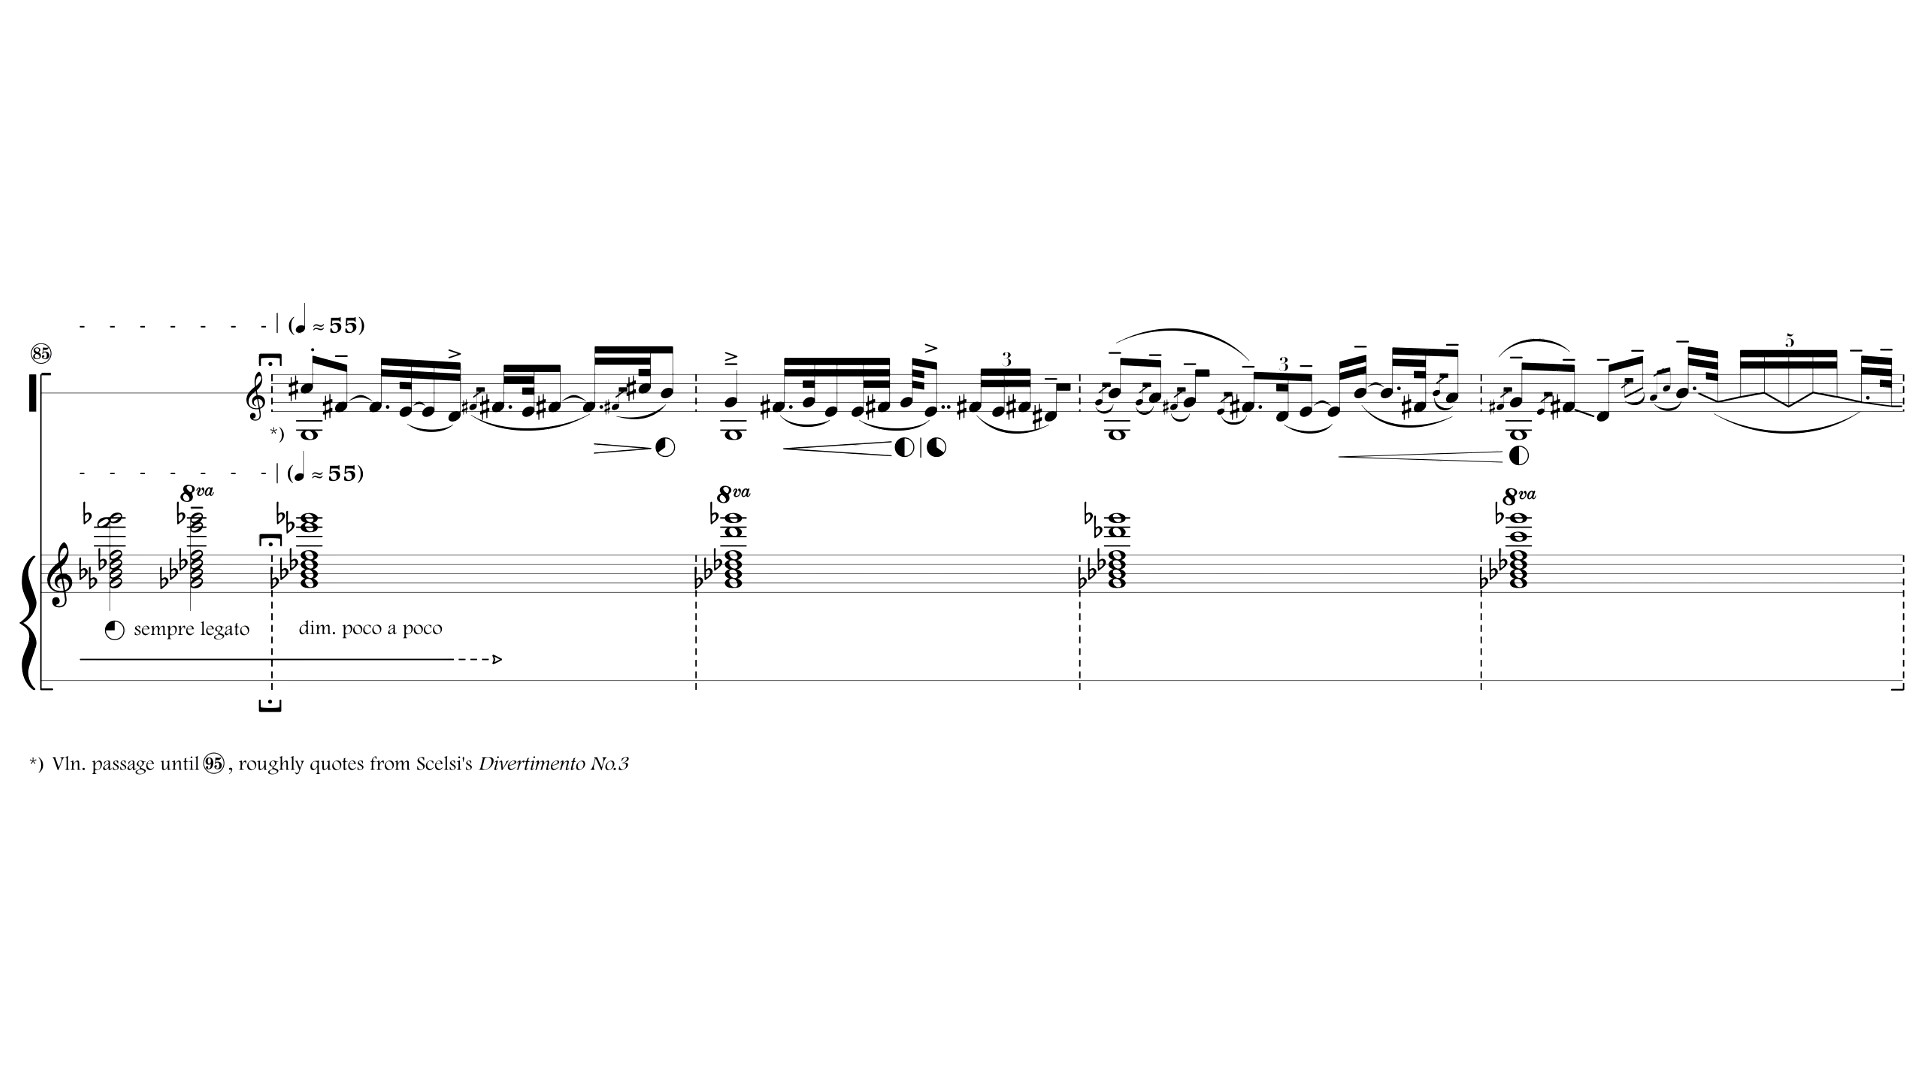 (♩ ≈ 55)
85
3
3
5
*)
(♩ ≈ 55)
8va
8va
8va
sempre legato
dim. poco a poco
*) Vln. passage until 95, roughly quotes from Scelsi's Divertimento No.3